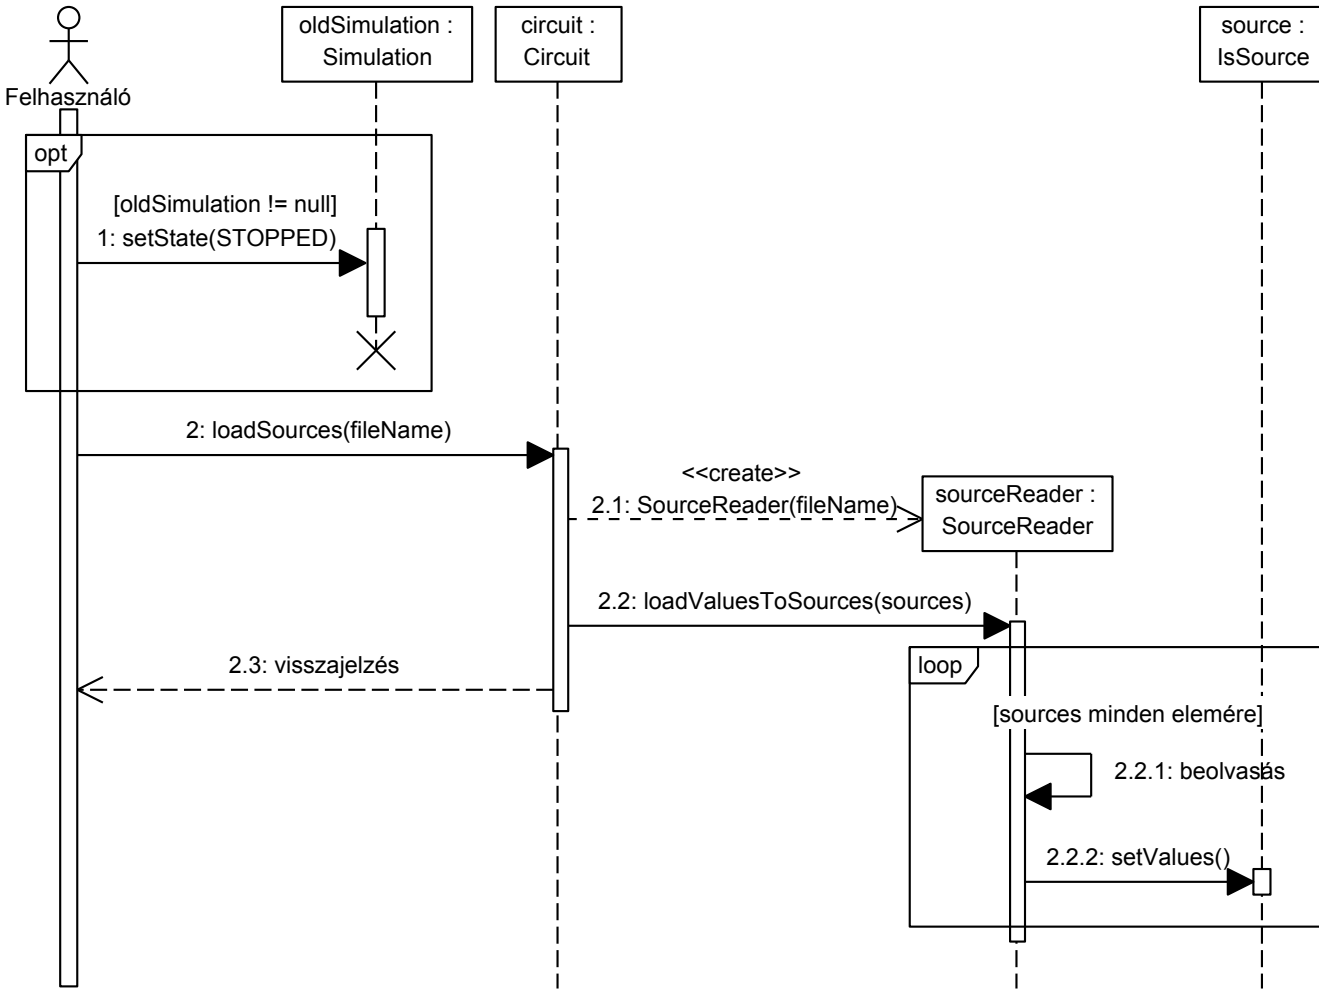 oldSimulation :
Simulation
circuit :
Circuit
source :
IsSource
Felhasználó
opt
[oldSimulation != null]
1: setState(STOPPED)
2: loadSources(fileName)
<<create>>
2.1: SourceReader(fileName)
sourceReader :
SourceReader
2.2: loadValuesToSources(sources)
2.3: visszajelzés
loop
[sources minden elemére]
2.2.1: beolvasás
2.2.2: setValues()